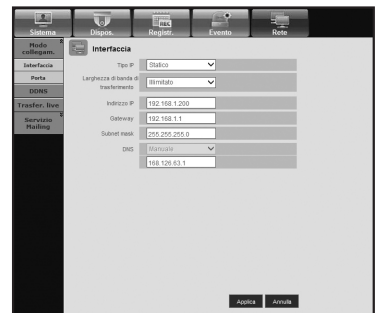 Sistema Dispos. Registr. Evento Rete
REC
Modo collegam.
Interfaccia
Porta
DDNS
Trasfer. live
Servizio Mailing
Interfaccia
Tipo IP Statico
Larghezza di banda di trasferimento Illimitato
Indirizzo IP 192.168.1.200
Gateway 192.168.1.1
Subnet mask 255.255.255.0
DNS Manuale
168.126.63.1
Applica Annulla